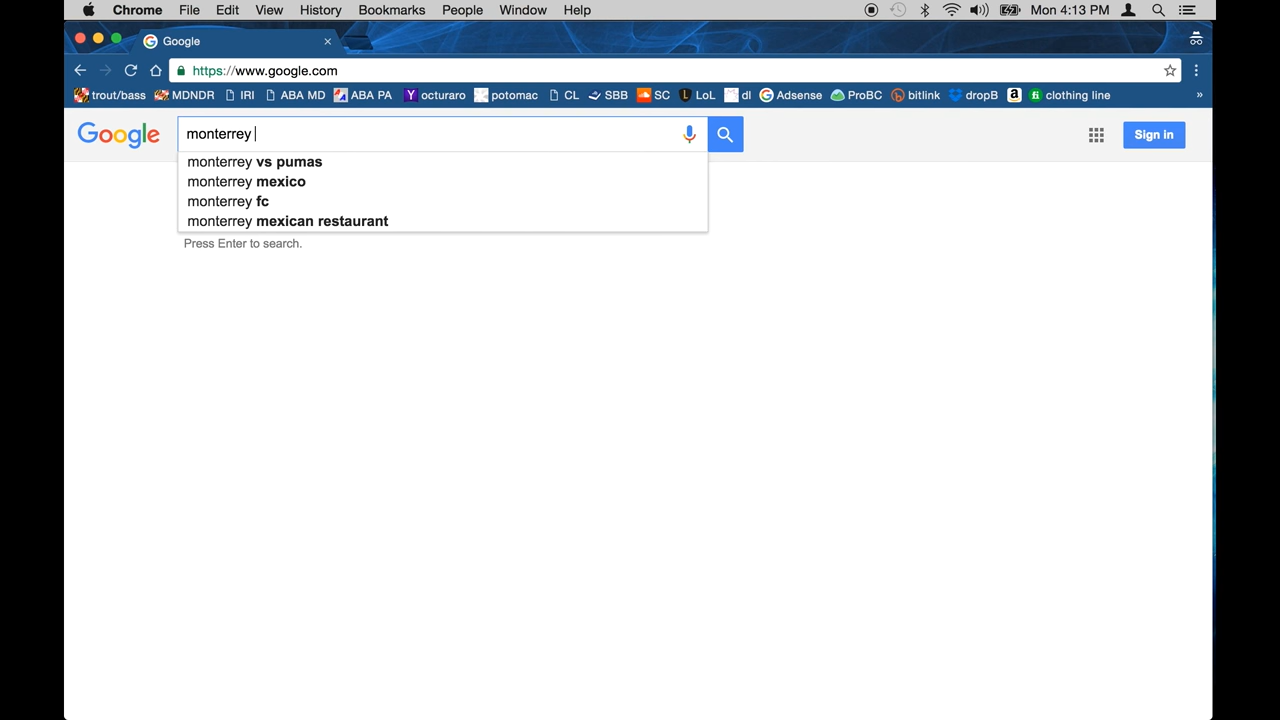 Chrome File Edit View History Bookmarks People Window Help Mon 4:13 PM
Google
https://www.google.com
trout/bass MDNDR IRI ABA MD ABA PA octuraro potomac CL SBB SC LoL dl Adsense ProBC bitlink dropB clothing line »
Google monterrey Sign in
monterrey vs pumas
monterrey mexico
monterrey fc
monterrey mexican restaurant
Press Enter to search.